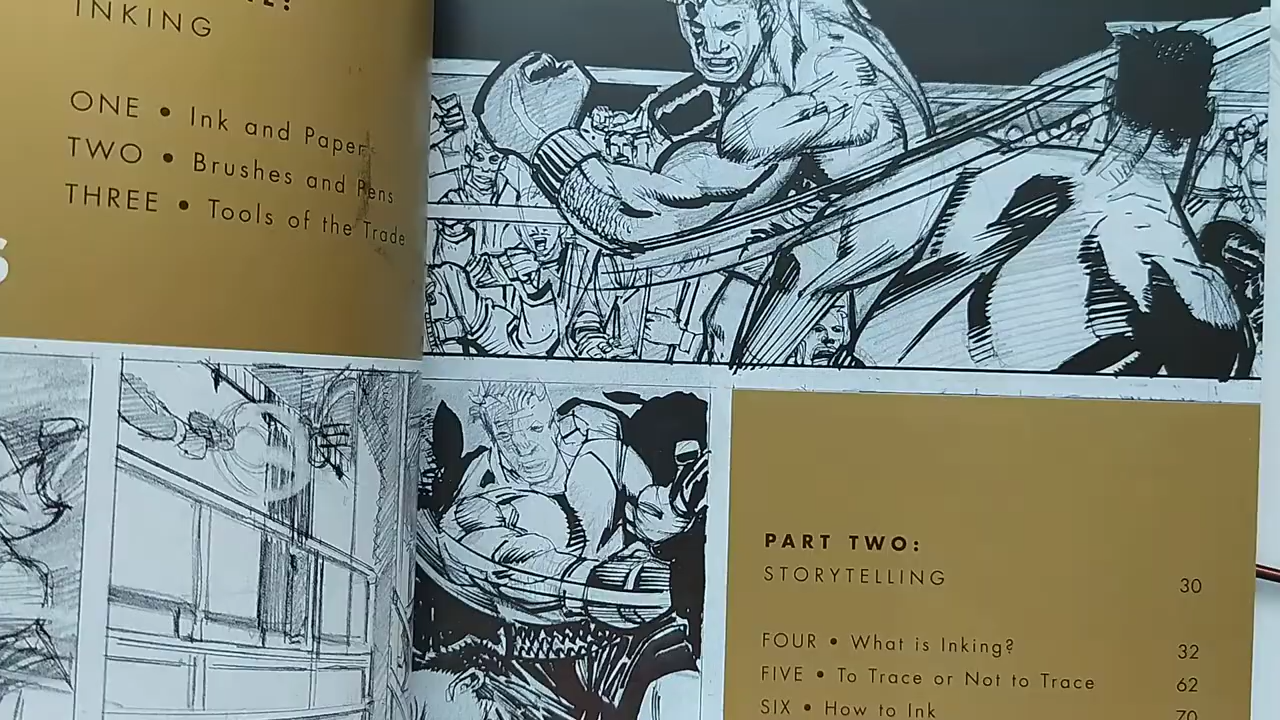 INKING
ONE • Ink and Paper
TWO • Brushes and Pens
THREE • Tools of the Trade
PART TWO:
STORYTELLING 30
FOUR • What is Inking? 32
FIVE • To Trace or Not to Trace 62
SIX • How to Ink 70